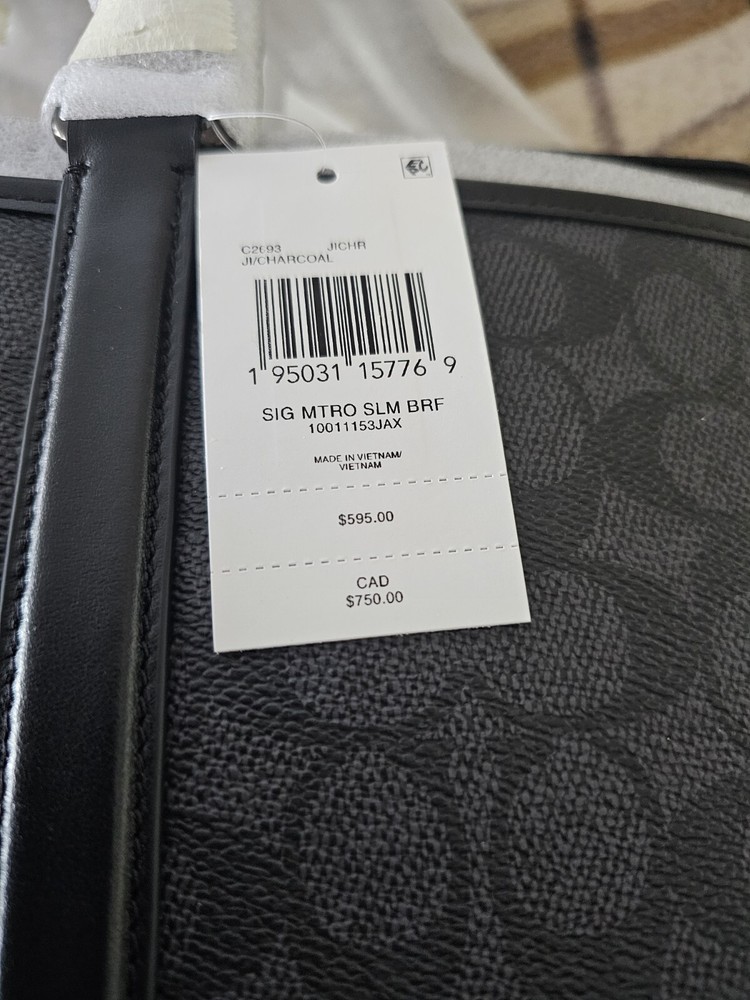 C2693 JICHR
JI/CHARCOAL
1 95031 15776 9
SIG MTRO SLM BRF
10011153JAX
MADE IN VIETNAM/
VIETNAM
$595.00
CAD
$750.00